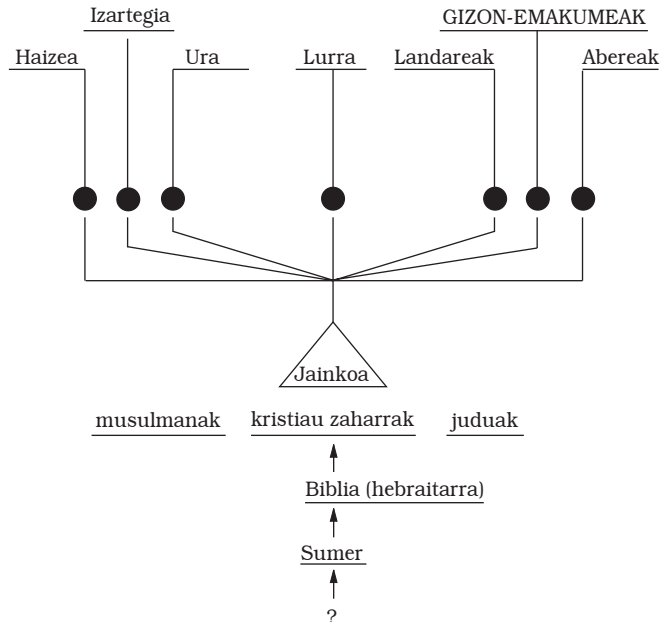 Izartegia GIZON-EMAKUMEAK
Haizea Ura Lurra Landareak Abereak
Jainkoa
musulmanak kristiau zaharrak juduak
Biblia (hebraitarra)
Sumer
?